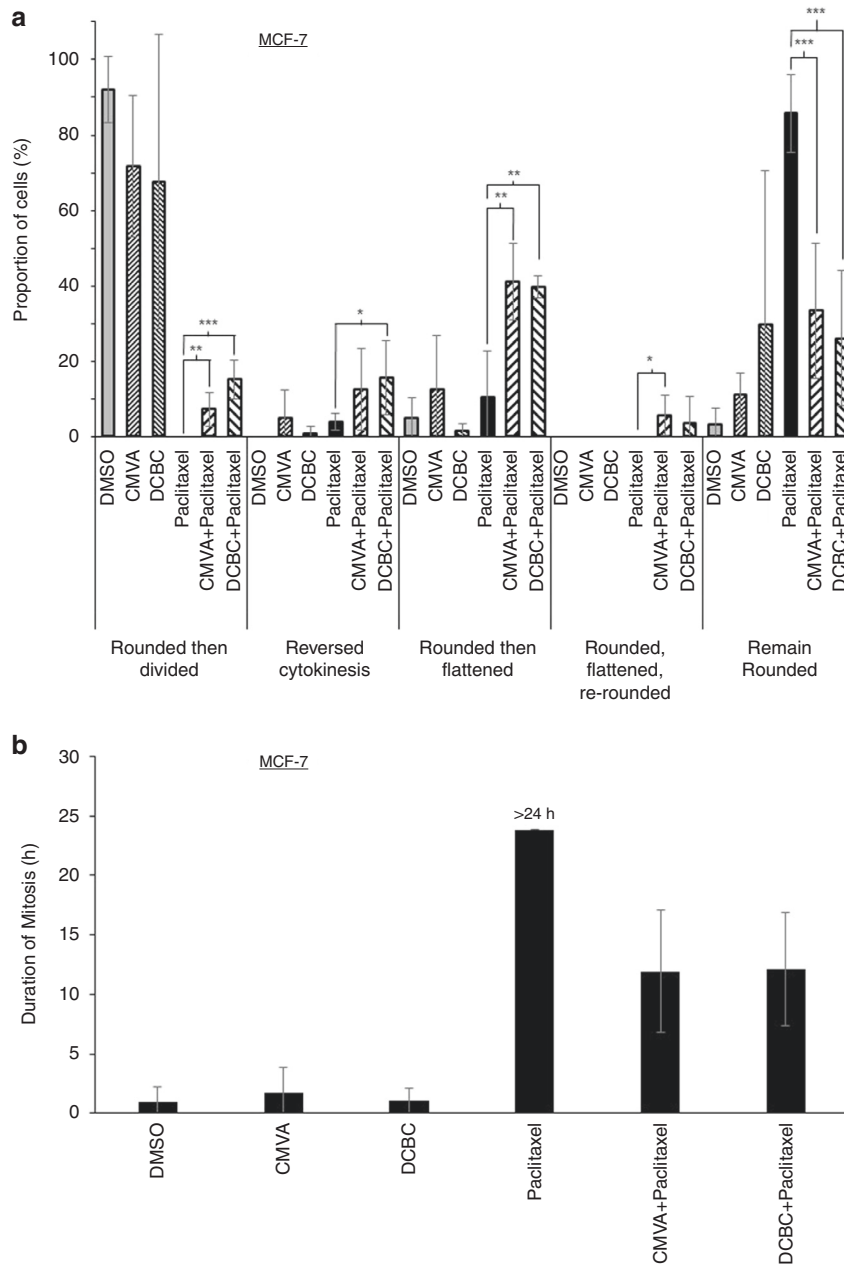 a
MCF-7
Proportion of cells (%)
100
80
60
40
20
0
***
**
*
**
**
*
***
***
DMSO
CMVA
DCBC
Paclitaxel
CMVA+Paclitaxel
DCBC+Paclitaxel
DMSO
CMVA
DCBC
Paclitaxel
CMVA+Paclitaxel
DCBC+Paclitaxel
DMSO
CMVA
DCBC
Paclitaxel
CMVA+Paclitaxel
DCBC+Paclitaxel
DMSO
CMVA
DCBC
Paclitaxel
CMVA+Paclitaxel
DCBC+Paclitaxel
DMSO
CMVA
DCBC
Paclitaxel
CMVA+Paclitaxel
DCBC+Paclitaxel
Rounded then
divided
Reversed
cytokinesis
Rounded then
flattened
Rounded,
flattened,
re-rounded
Remain
Rounded
b
MCF-7
Duration of Mitosis (h)
30
25
20
15
10
5
0
>24 h
DMSO
CMVA
DCBC
Paclitaxel
CMVA+Paclitaxel
DCBC+Paclitaxel